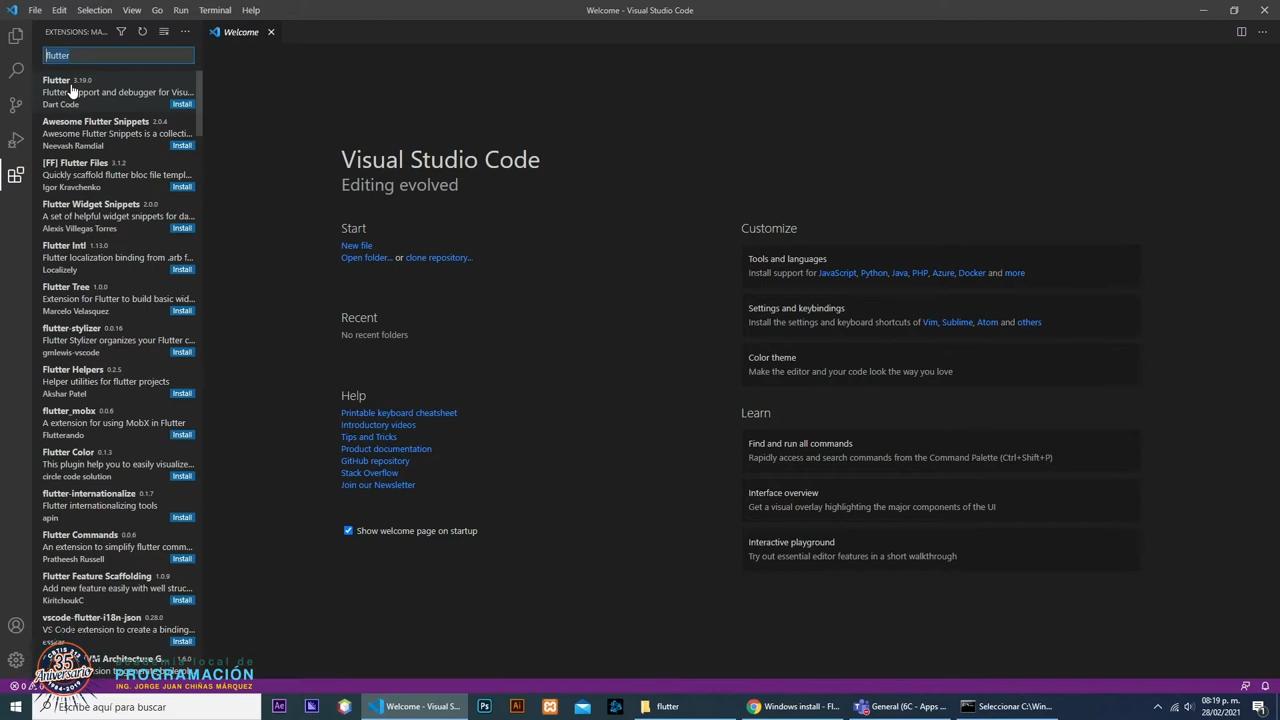 File Edit Selection View Go Run Terminal Help
Welcome - Visual Studio Code
EXTENSIONS: MA...
Welcome
flutter
Flutter 3.19.0
Flutter support and debugger for Visu...
Dart Code Install
Awesome Flutter Snippets 2.0.4
Awesome Flutter Snippets is a collecti...
Neevash Ramdial Install
[FF] Flutter Files 3.1.2
Quickly scaffold flutter bloc file templ...
Igor Kravchenko Install
Flutter Widget Snippets 2.0.0
A set of helpful widget snippets for da...
Alexis Villegas Torres Install
Flutter Intl 1.13.0
Flutter localization binding from .arb f...
Localizely Install
Flutter Tree 1.0.0
Extension for Flutter to build basic wid...
Marcelo Velasquez Install
flutter-stylizer 0.0.16
Flutter Stylizer organizes your Flutter c...
gmlewis-vscode Install
Flutter Helpers 0.2.5
Helper utilities for flutter projects
Akshar Patel Install
flutter_mobx 0.0.6
A extension for using MobX in Flutter
Flutterando Install
Flutter Color 0.1.3
This plugin help you to easily visualize...
circle code solution Install
flutter-internationalize 0.1.7
Flutter internationalizing tools
apin Install
Flutter Commands 0.0.6
An extension to simplify flutter comm...
Pratheesh Russell Install
Flutter Feature Scaffolding 1.0.9
Add new feature easily with well struc...
KiritchoukC Install
vscode-flutter-i18n-json 0.28.0
VS Code extension to create a binding...
esskar Install
VM Architecture G... 1.6.0
Visual Studio Code
Editing evolved
Start
New file
Open folder... or clone repository...
Recent
No recent folders
Help
Printable keyboard cheatsheet
Introductory videos
Tips and Tricks
Product documentation
GitHub repository
Stack Overflow
Join our Newsletter
Show welcome page on startup
Customize
Tools and languages
Install support for JavaScript, Python, Java, PHP, Azure, Docker and more
Settings and keybindings
Install the settings and keyboard shortcuts of Vim, Sublime, Atom and others
Color theme
Make the editor and your code look the way you love
Learn
Find and run all commands
Rapidly access and search commands from the Command Palette (Ctrl+Shift+P)
Interface overview
Get a visual overlay highlighting the major components of the UI
Interactive playground
Try out essential editor features in a short walkthrough
CBTIS 212
35
Aniversario
1984-2019
academia local de
PROGRAMACIÓN
ING. JORGE JUAN CHIÑAS MÁRQUEZ
Escribe aquí para buscar
Ae
Welcome - Visual S...
Ps
Ai
flutter
Windows install - Fl...
General (6C - Apps ...
Seleccionar C:\Win...
08:19 p. m.
28/02/2021